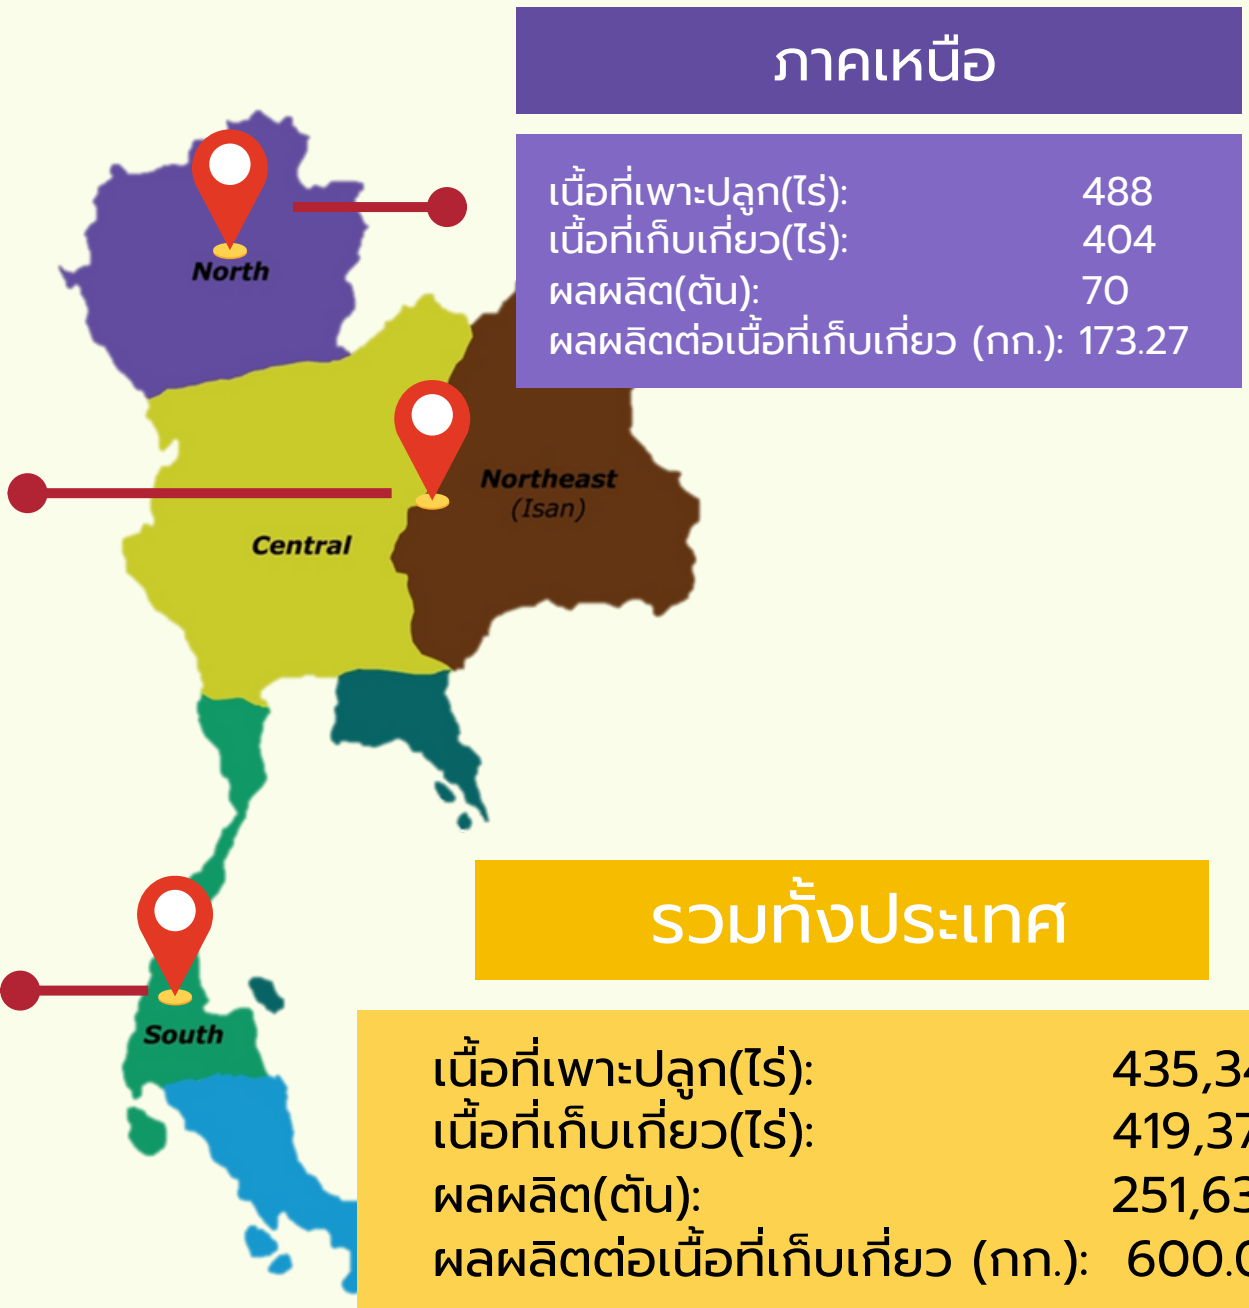 ภาคเหนือ
เนื้อที่เพาะปลูก(ไร่): 488
เนื้อที่เก็บเกี่ยว(ไร่): 404
ผลผลิต(ตัน): 70
ผลผลิตต่อเนื้อที่เก็บเกี่ยว (กก.): 173.27
North
Northeast
(Isan)
Central
รวมทั้งประเทศ
South
เนื้อที่เพาะปลูก(ไร่):
เนื้อที่เก็บเกี่ยว(ไร่):
ผลผลิต(ตัน):
ผลผลิตต่อเนื้อที่เก็บเกี่ยว (กก.):